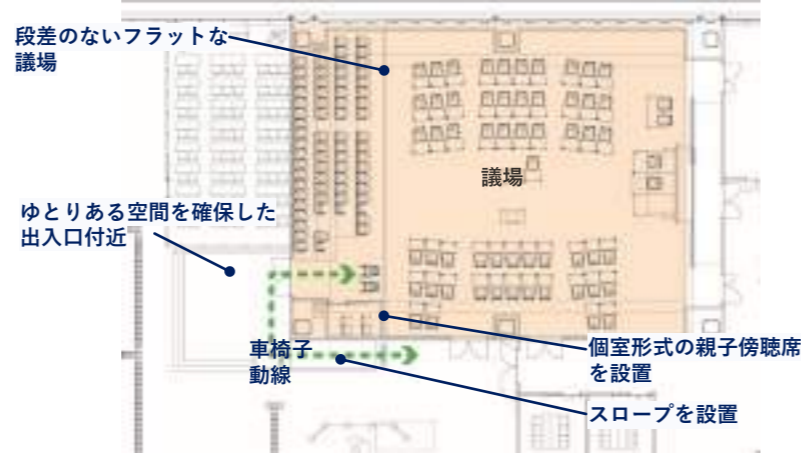 段差のないフラットな
議場
議場
ゆとりある空間を確保した
出入口付近
車椅子
動線
個室形式の親子傍聴席
を設置
スロープを設置